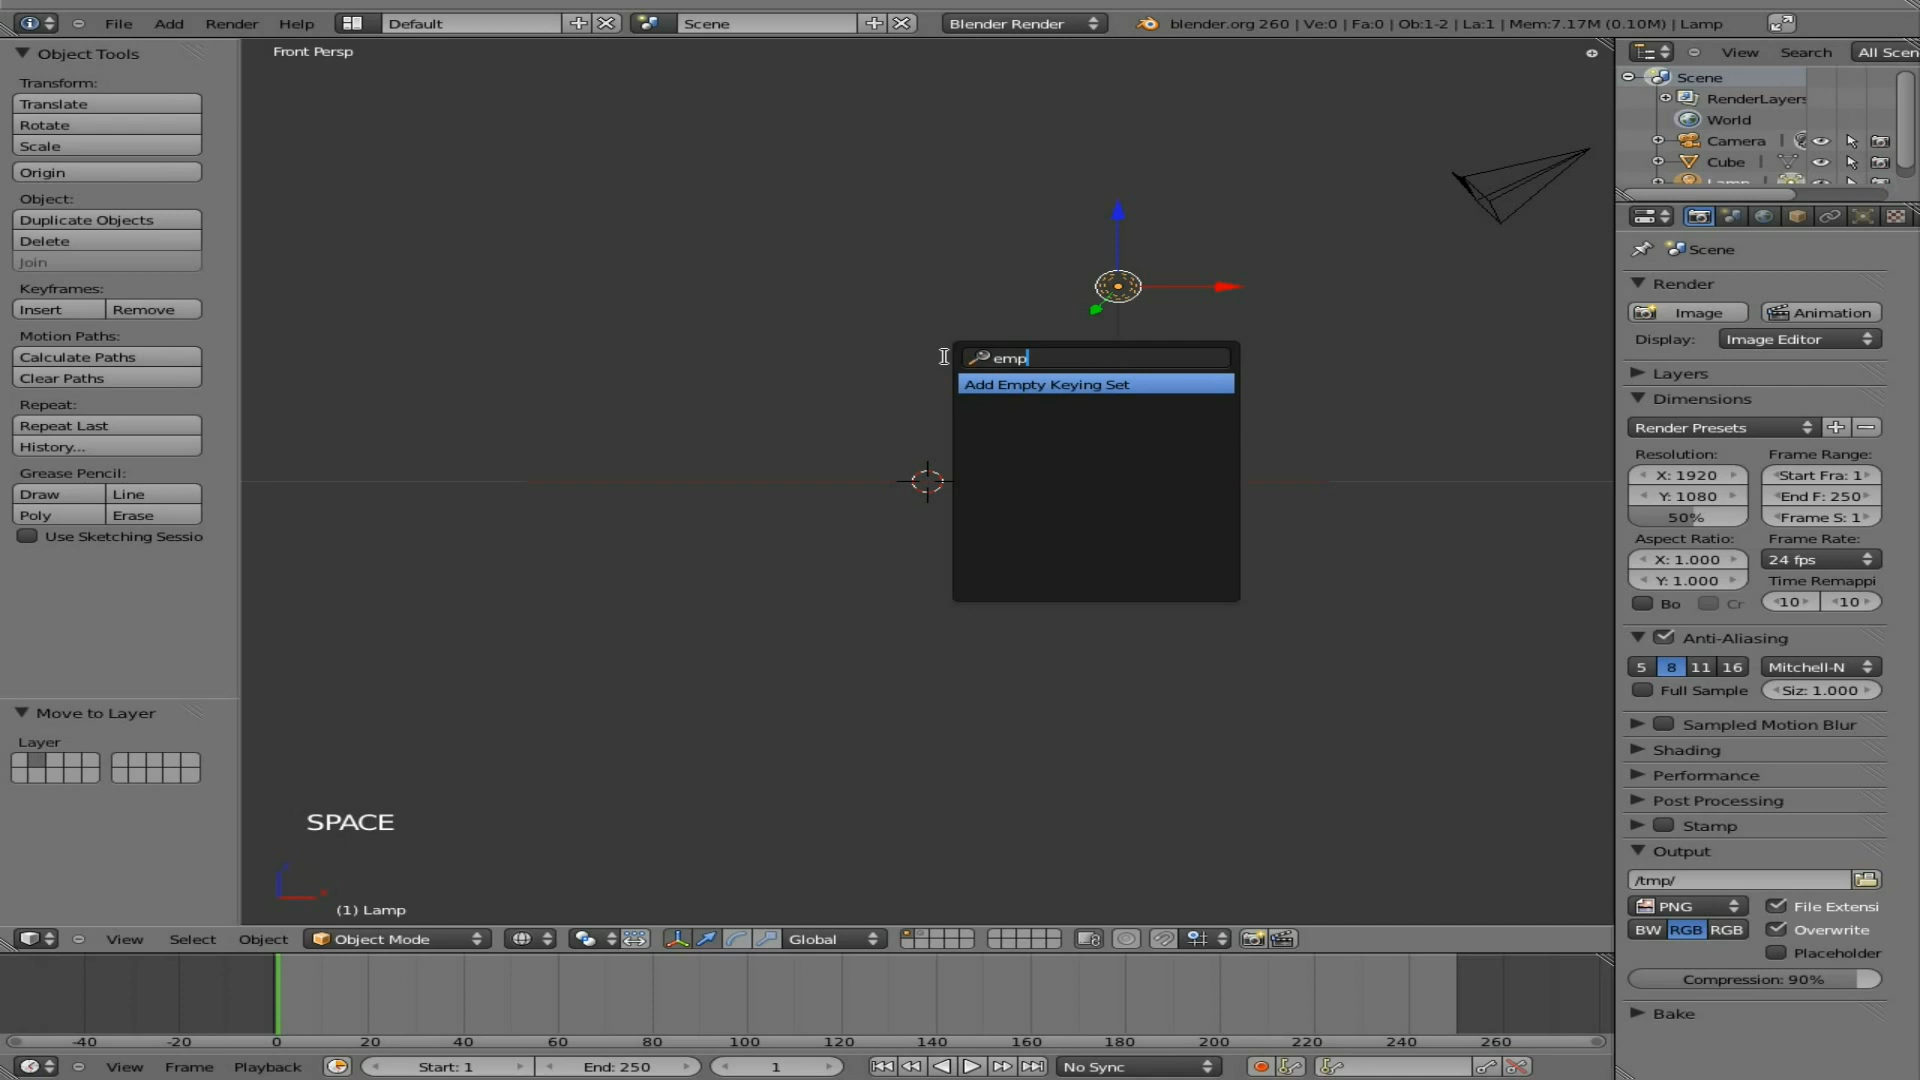 File Add Render Help Default Scene Blender Render blender.org 260 | Ve:0 | Fa:0 | Ob:1-2 | La:1 | Mem:7.17M (0.10M) | Lamp
Object Tools
Transform:
Translate
Rotate
Scale
Origin
Object:
Duplicate Objects
Delete
Join
Keyframes:
Insert Remove
Motion Paths:
Calculate Paths
Clear Paths
Repeat:
Repeat Last
History...
Grease Pencil:
Draw Line
Poly Erase
Use Sketching Sessio
Move to Layer
Layer
Front Persp
emp
Add Empty Keying Set
SPACE
(1) Lamp
View Select Object Object Mode Global
-40 -20 0 20 40 60 80 100 120 140 160 180 200 220 240 260
View Frame Playback Start: 1 End: 250 1 No Sync
View Search All Scen
Scene
RenderLayers
World
Camera
Cube
Lamp
Scene
Render
Image Animation
Display: Image Editor
Layers
Dimensions
Render Presets
Resolution: Frame Range:
X: 1920 Start Fra: 1
Y: 1080 End F: 250
50% Frame S: 1
Aspect Ratio: Frame Rate:
X: 1.000 24 fps
Y: 1.000 Time Remappi
Bo Cr 10 10
Anti-Aliasing
5 8 11 16 Mitchell-N
Full Sample Siz: 1.000
Sampled Motion Blur
Shading
Performance
Post Processing
Stamp
Output
/tmp/
PNG File Extensi
BW RGB RGB Overwrite
Placeholder
Compression: 90%
Bake